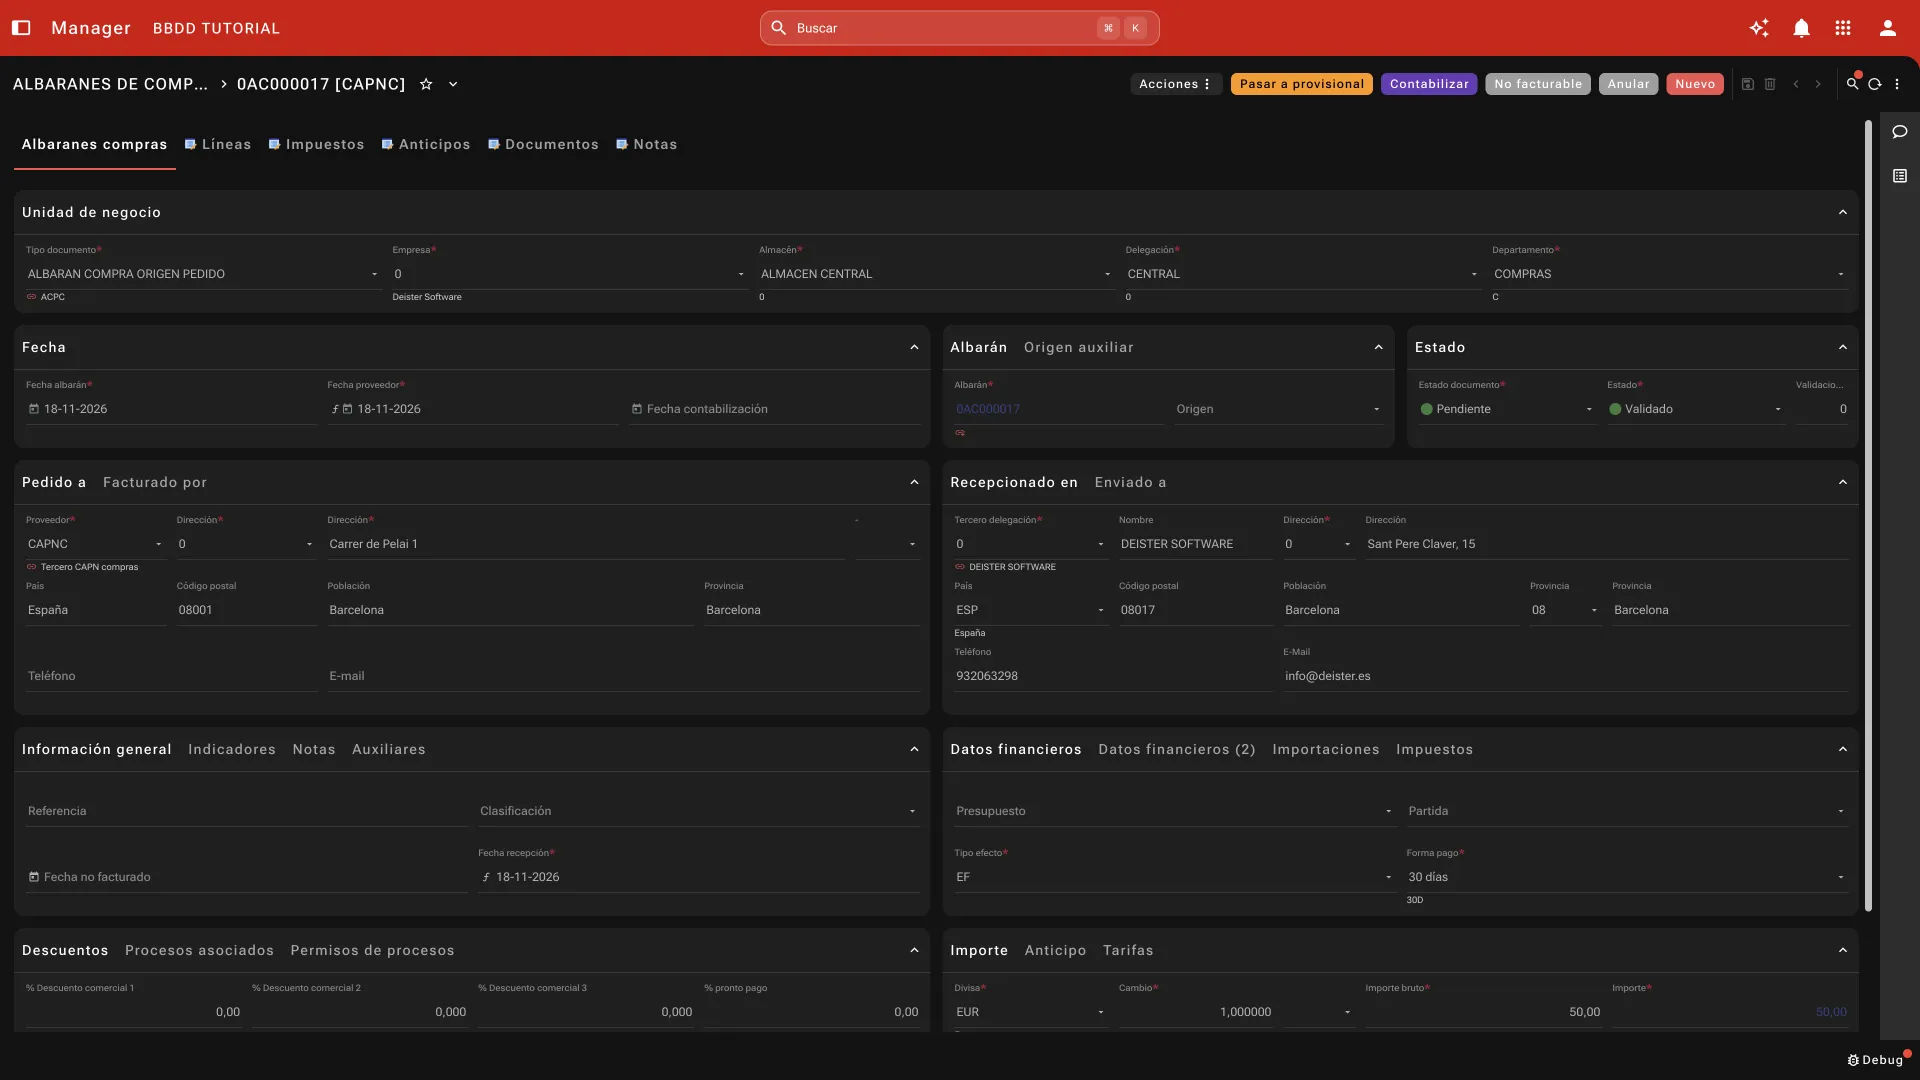 Manager BBDD TUTORIAL Buscar ⌘ K
ALBARANES DE COMP... > 0AC000017 [CAPNC] Acciones Pasar a provisional Contabilizar No facturable Anular Nuevo
Albaranes compras Líneas Impuestos Anticipos Documentos Notas
Unidad de negocio
Tipo documento* Empresa* Almacén* Delegación* Departamento*
ALBARAN COMPRA ORIGEN PEDIDO 0 ALMACEN CENTRAL CENTRAL COMPRAS
ACPC Deister Software 0 0 C
Fecha
Fecha albarán* Fecha proveedor*
18-11-2026 18-11-2026 Fecha contabilización
Albarán Origen auxiliar
Albarán*
0AC000017 Origen
Estado
Estado documento* Estado* Validacio...
Pendiente Validado 0
Pedido a Facturado por
Proveedor* Dirección* Dirección* -
CAPNC 0 Carrer de Pelai 1
Tercero CAPN compras
País Código postal Población Provincia
España 08001 Barcelona Barcelona
Teléfono E-mail
Recepcionado en Enviado a
Tercero delegación* Nombre Dirección* Dirección
0 DEISTER SOFTWARE 0 Sant Pere Claver, 15
DEISTER SOFTWARE
País Código postal Población Provincia Provincia
ESP 08017 Barcelona 08 Barcelona
España
Teléfono E-Mail
932063298 info@deister.es
Información general Indicadores Notas Auxiliares
Referencia Clasificación
Fecha recepción*
Fecha no facturado 18-11-2026
Datos financieros Datos financieros (2) Importaciones Impuestos
Presupuesto Partida
Tipo efecto* Forma pago*
EF 30 días
30D
Descuentos Procesos asociados Permisos de procesos
% Descuento comercial 1 % Descuento comercial 2 % Descuento comercial 3 % pronto pago
0,00 0,000 0,000 0,00
Importe Anticipo Tarifas
Divisa* Cambio* Importe bruto* Importe*
EUR 1,000000 50,00 50,00
Debug